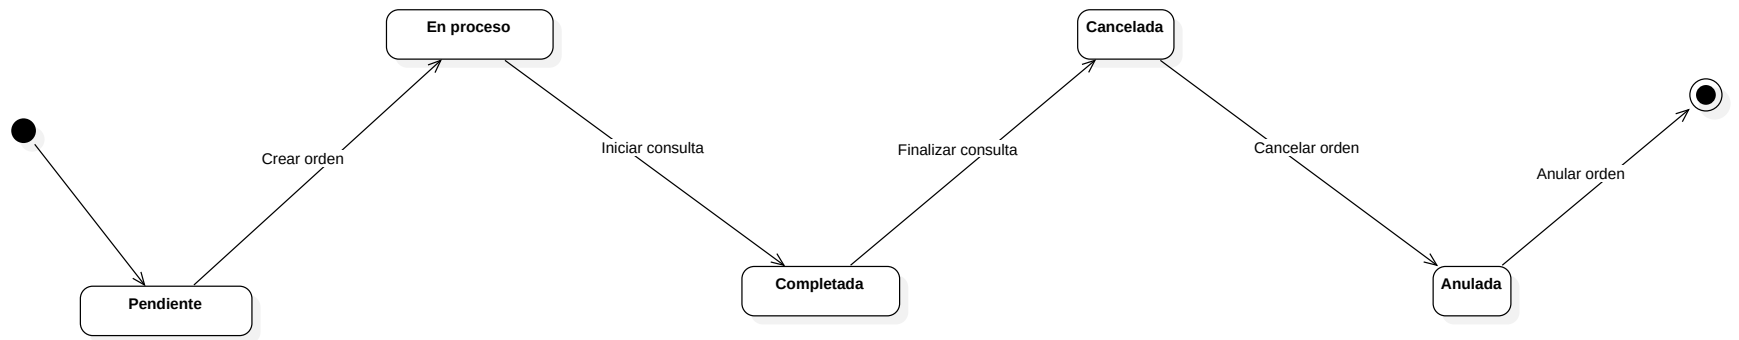 En proceso
Cancelada
Crear orden
Iniciar consulta
Finalizar consulta
Cancelar orden
Anular orden
Pendiente
Completada
Anulada